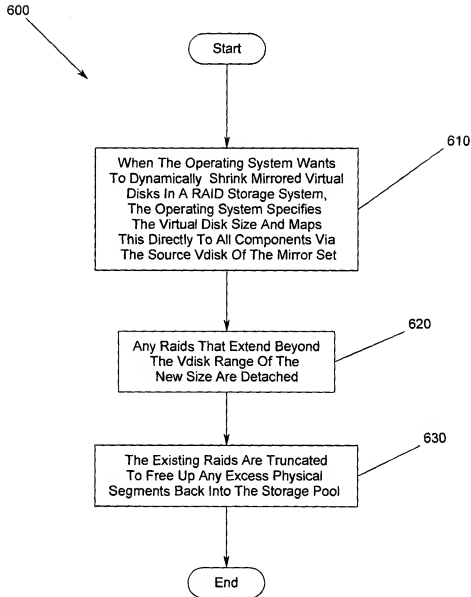 600
Start
610
When The Operating System Wants
To Dynamically Shrink Mirrored Virtual
Disks In A RAID Storage System,
The Operating System Specifies
The Virtual Disk Size And Maps
This Directly To All Components Via
The Source Vdisk Of The Mirror Set
620
Any Raids That Extend Beyond
The Vdisk Range Of The
New Size Are Detached
630
The Existing Raids Are Truncated
To Free Up Any Excess Physical
Segments Back Into The Storage Pool
End